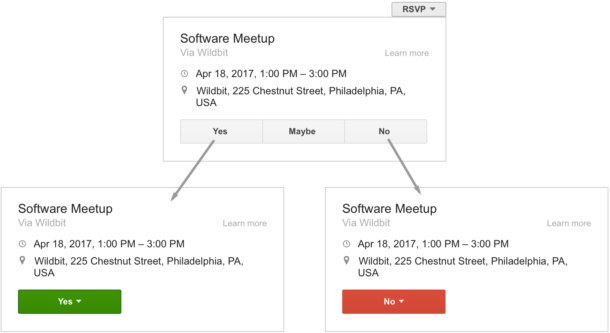 RSVP
Software Meetup
Via Wildbit Learn more
Apr 18, 2017, 1:00 PM – 3:00 PM
Wildbit, 225 Chestnut Street, Philadelphia, PA,
USA
Yes Maybe No
Software Meetup
Via Wildbit Learn more
Apr 18, 2017, 1:00 PM – 3:00 PM
Wildbit, 225 Chestnut Street, Philadelphia, PA,
USA
Yes
Software Meetup
Via Wildbit Learn more
Apr 18, 2017, 1:00 PM – 3:00 PM
Wildbit, 225 Chestnut Street, Philadelphia, PA,
USA
No